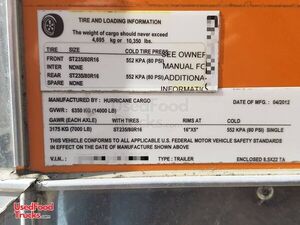 TIRE AND LOADING INFORMATION
The weight of cargo should never exceed
4,695 kg or 10,350 lbs.
TIRE SIZE COLD TIRE PRESS
FRONT ST235/80R16 552 KPA (80 PSI)
INTER NONE
REAR ST235/80R16 552 KPA (80 PSI)
SPARE NONE
SEE OWNER
MANUAL FO
ADDITIONA
INFORMAT
MANUFACTURED BY: HURRICANE CARGO DATE OF MFG.: 04/2012
GVWR: 6350 KG (14000 LB)
GAWR (EACH AXLE) WITH TIRES RIMS AT COLD
3175 KG (7000 LB) ST235/80R16 16"X6" 552 KPA (80 PSI) SINGLE
THIS VEHICLE CONFORMS TO ALL APPLICABLE U.S. FEDERAL MOTOR VEHICLE SAFETY STANDARDS
IN EFFECT ON DATE OF MANUFACTURE SHOWN ABOVE
V.I.N.: TYPE: TRAILER ENCLOSED 8.5X22 TA
UsedFood
Trucks.com